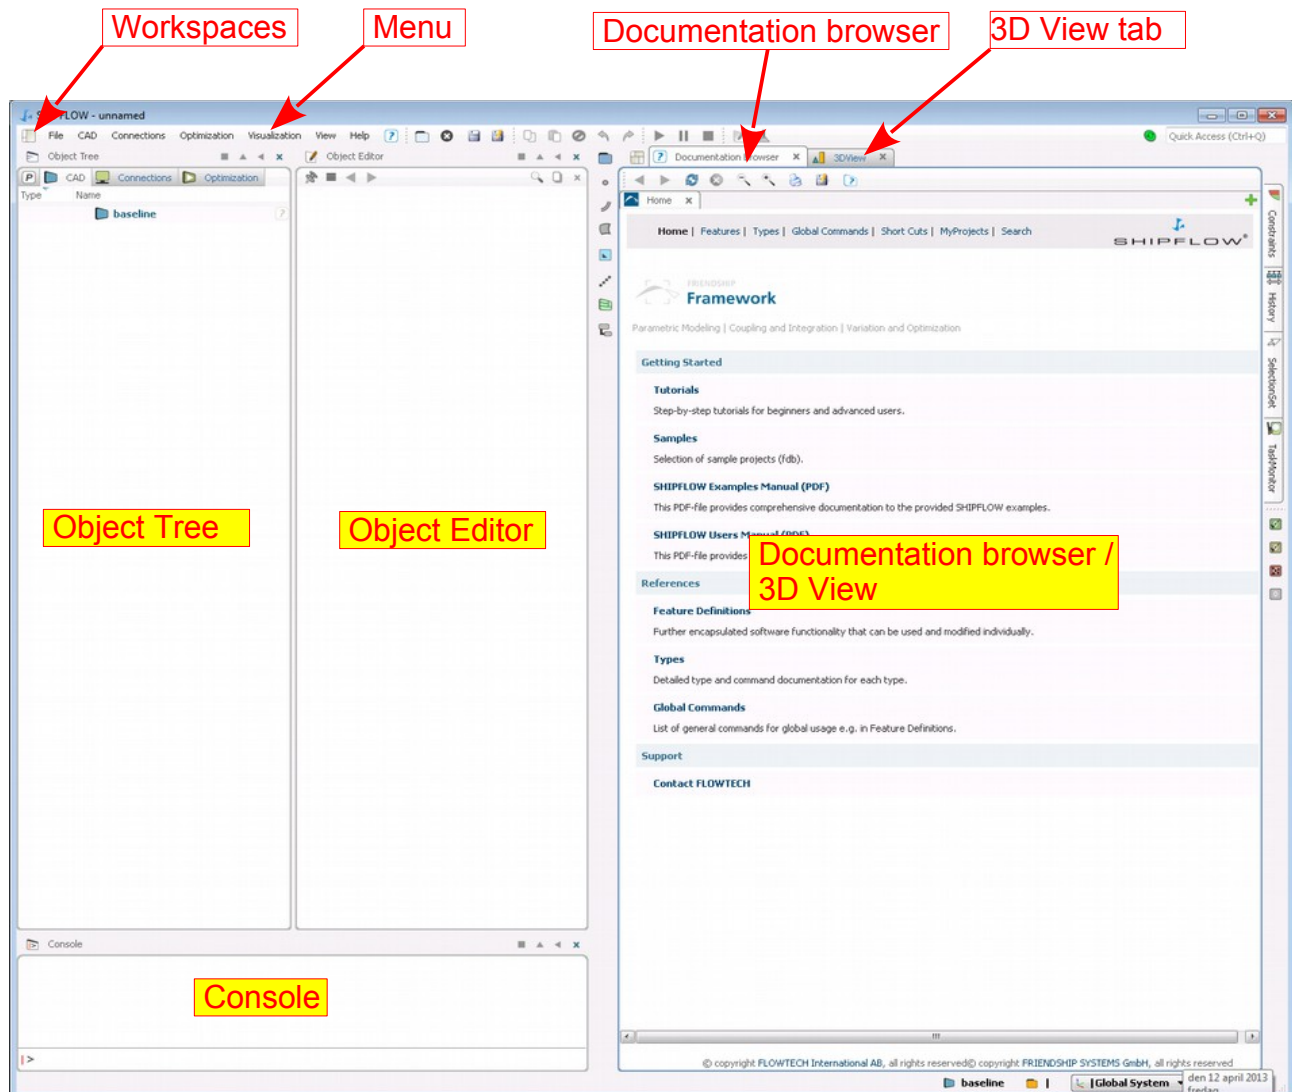 Workspaces
Menu
Documentation browser
3D View tab
LOW - unnamed
File CAD Connections Optimization Visualization View Help
Quick Access (Ctrl+Q)
Object Tree
Object Editor
Documentation Browser
3DView
CAD Connections Optimization
Type Name
baseline
Home
Home | Features | Types | Global Commands | Short Cuts | MyProjects | Search
SHIPFLOW
FRIENDSHIP
Framework
Parametric Modeling | Coupling and Integration | Variation and Optimization
Getting Started
Tutorials
Step-by-step tutorials for beginners and advanced users.
Samples
Selection of sample projects (fdb).
SHIPFLOW Examples Manual (PDF)
This PDF-file provides comprehensive documentation to the provided SHIPFLOW examples.
SHIPFLOW Users Manual (PDF)
This PDF-file provides
References
Feature Definitions
Further encapsulated software functionality that can be used and modified individually.
Types
Detailed type and command documentation for each type.
Global Commands
List of general commands for global usage e.g. in Feature Definitions.
Support
Contact FLOWTECH
Constraints
History
SelectionSet
TaskMonitor
Object Tree
Object Editor
Documentation browser /
3D View
Console
Console
>
© copyright FLOWTECH International AB, all rights reserved© copyright FRIENDSHIP SYSTEMS GmbH, all rights reserved
baseline
|Global System
den 12 april 2013
fredag